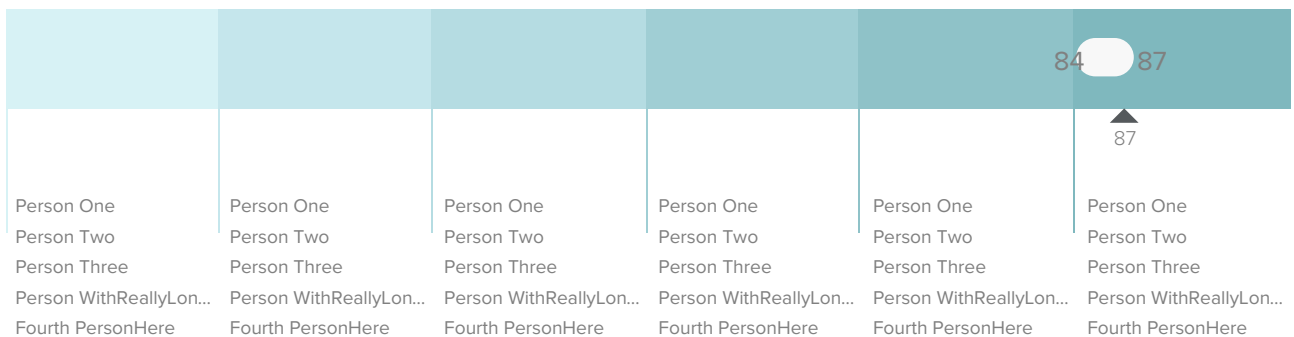 84 87
87
Person One Person One Person One Person One Person One Person One
Person Two Person Two Person Two Person Two Person Two Person Two
Person Three Person Three Person Three Person Three Person Three Person Three
Person WithReallyLon... Person WithReallyLon... Person WithReallyLon... Person WithReallyLon... Person WithReallyLon... Person WithReallyLon...
Fourth PersonHere Fourth PersonHere Fourth PersonHere Fourth PersonHere Fourth PersonHere Fourth PersonHere